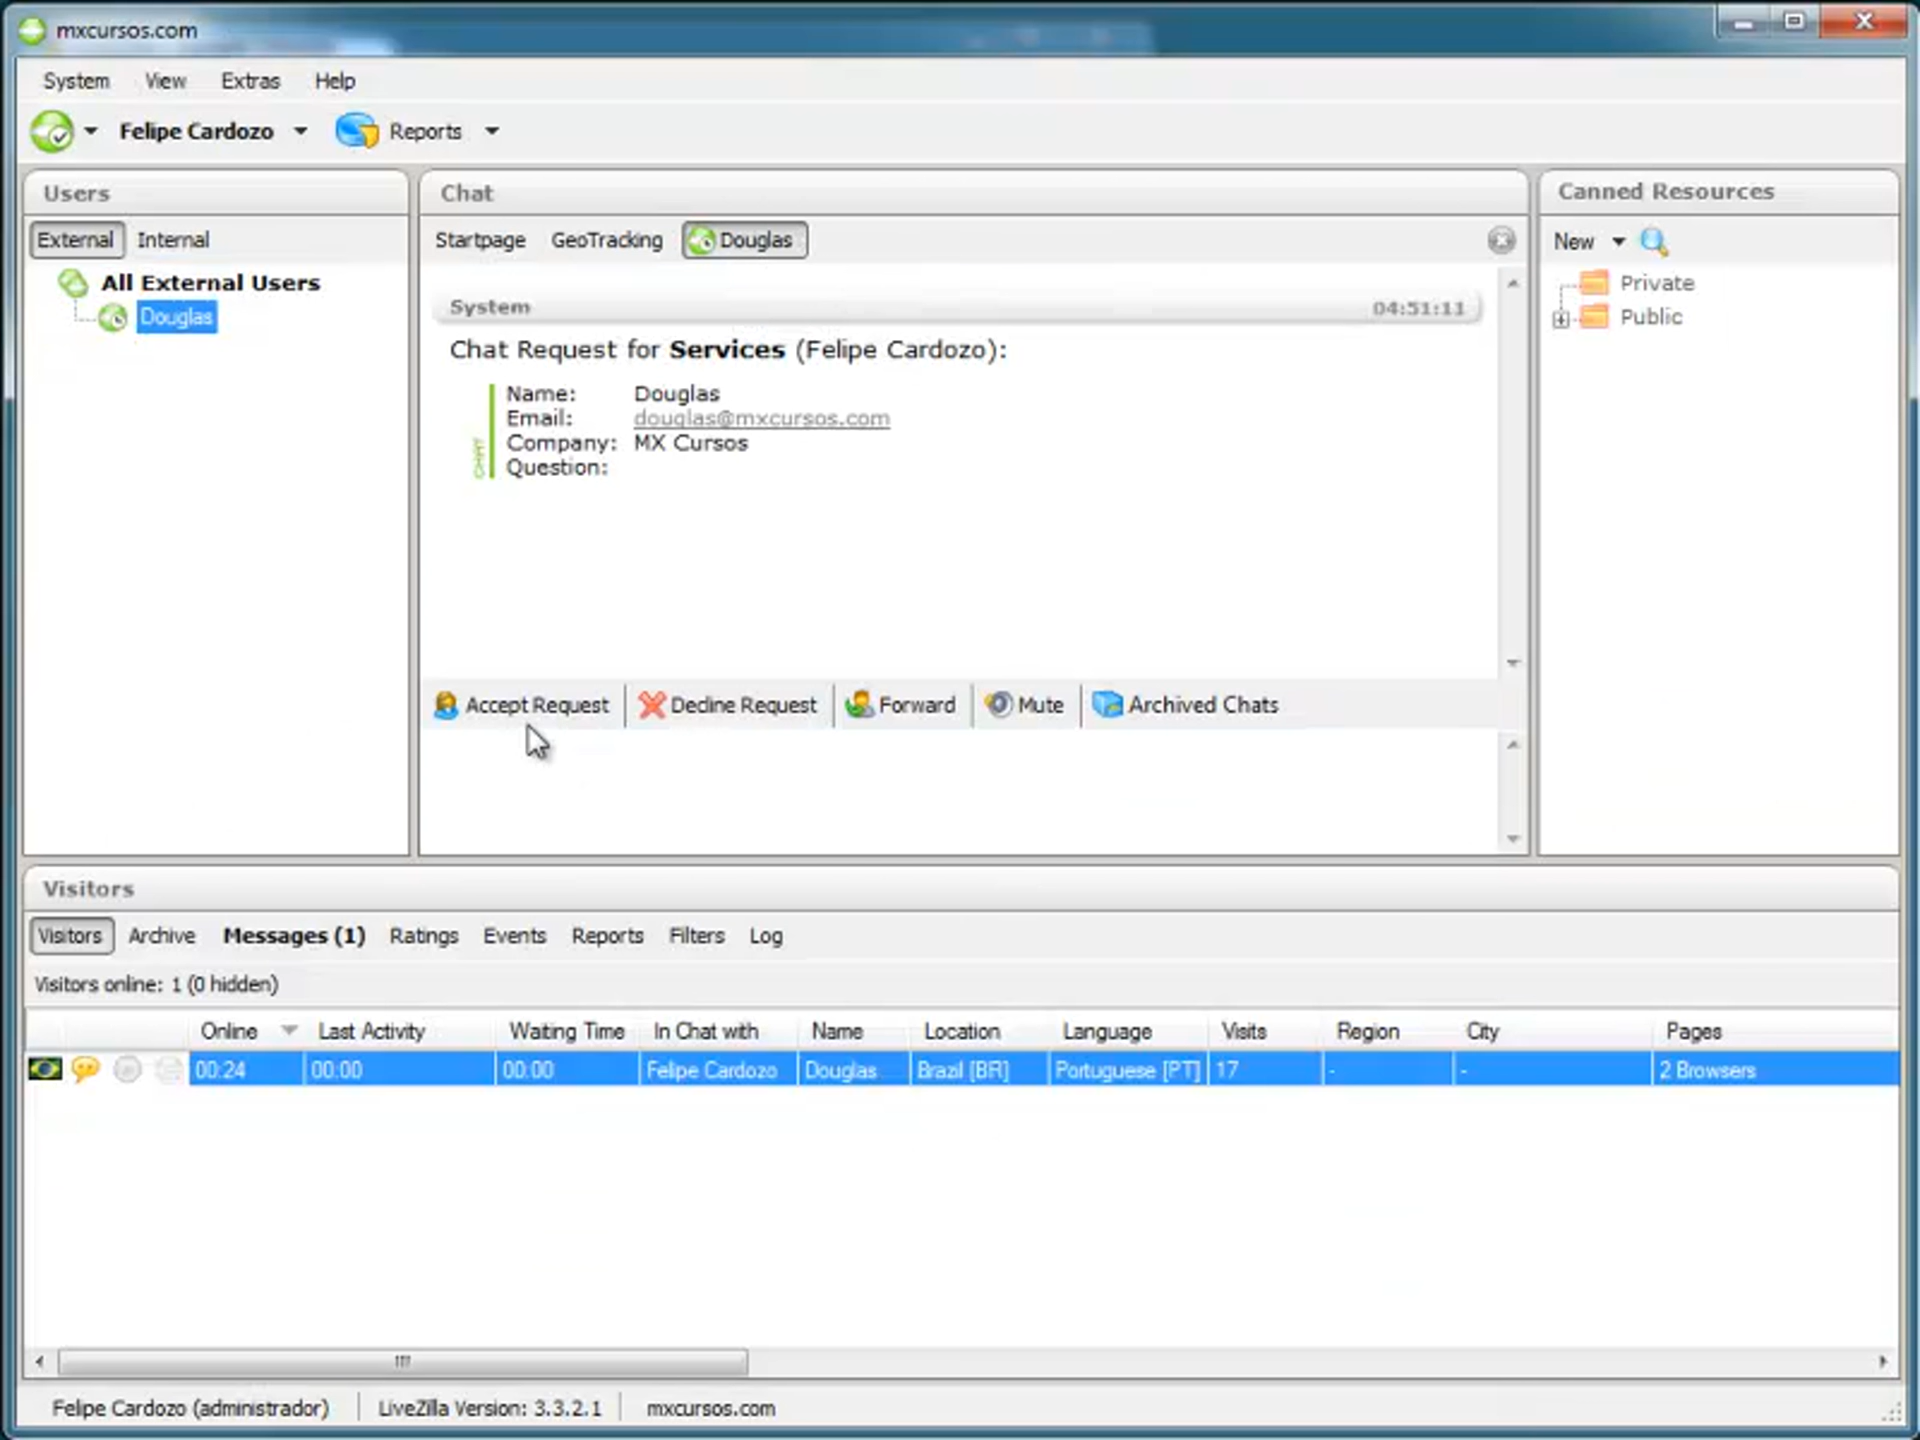 mxcursos.com
System View Extras Help
Felipe Cardozo Reports
Users
External Internal
All External Users
Douglas
Chat
Startpage GeoTracking Douglas
System 04:51:11
Chat Request for Services (Felipe Cardozo):
CHAT
Name: Douglas
Email: douglas@mxcursos.com
Company: MX Cursos
Question:
Accept Request Decline Request Forward Mute Archived Chats
Canned Resources
New
Private
Public
Visitors
Visitors Archive Messages (1) Ratings Events Reports Filters Log
Visitors online: 1 (0 hidden)
Online Last Activity Waiting Time In Chat with Name Location Language Visits Region City Pages
00:24 00:00 00:00 Felipe Cardozo Douglas Brazil [BR] Portuguese [PT] 17 - - 2 Browsers
Felipe Cardozo (administrador) LiveZilla Version: 3.3.2.1 mxcursos.com